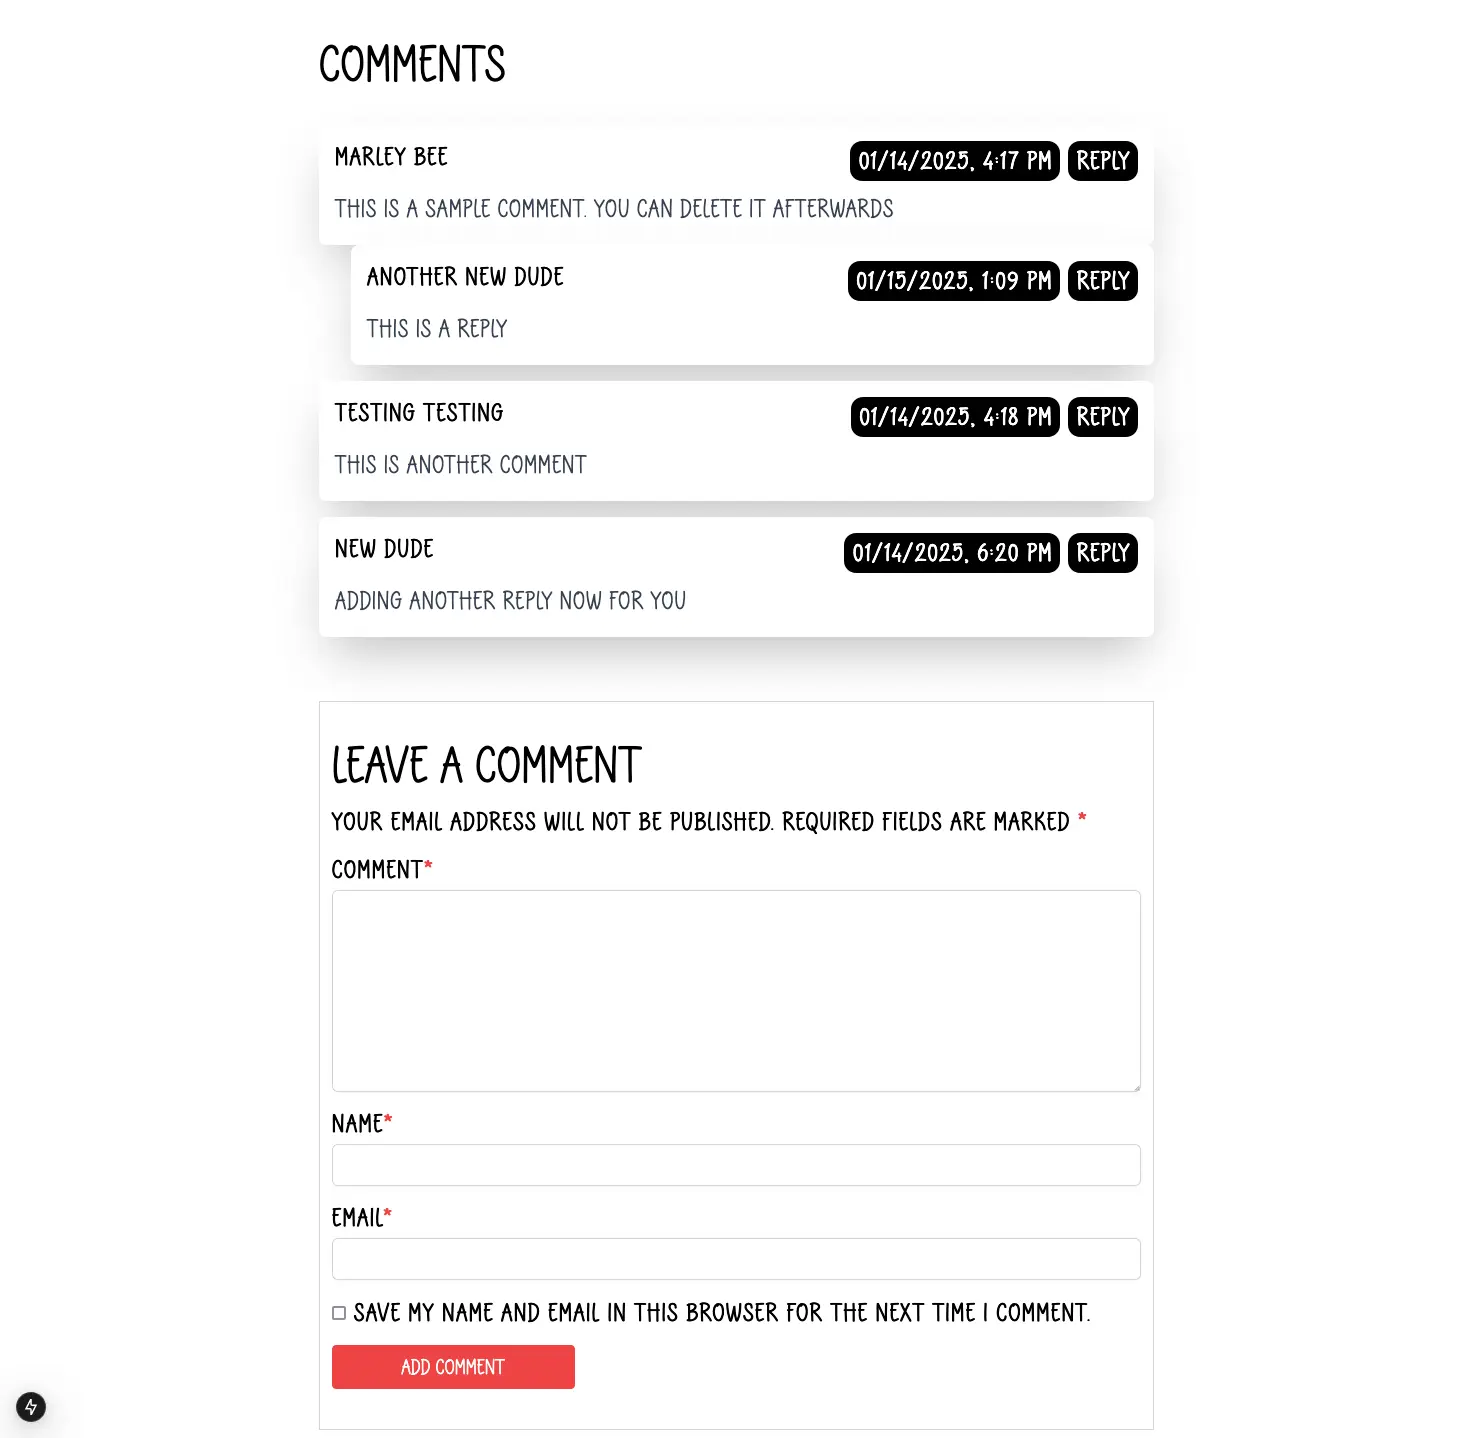 COMMENTS
MARLEY BEE 01/14/2025, 4:17 PM REPLY
THIS IS A SAMPLE COMMENT. YOU CAN DELETE IT AFTERWARDS
ANOTHER NEW DUDE 01/15/2025, 1:09 PM REPLY
THIS IS A REPLY
TESTING TESTING 01/14/2025, 4:18 PM REPLY
THIS IS ANOTHER COMMENT
NEW DUDE 01/14/2025, 6:20 PM REPLY
ADDING ANOTHER REPLY NOW FOR YOU
LEAVE A COMMENT
YOUR EMAIL ADDRESS WILL NOT BE PUBLISHED. REQUIRED FIELDS ARE MARKED *
COMMENT*
NAME*
EMAIL*
SAVE MY NAME AND EMAIL IN THIS BROWSER FOR THE NEXT TIME I COMMENT.
ADD COMMENT